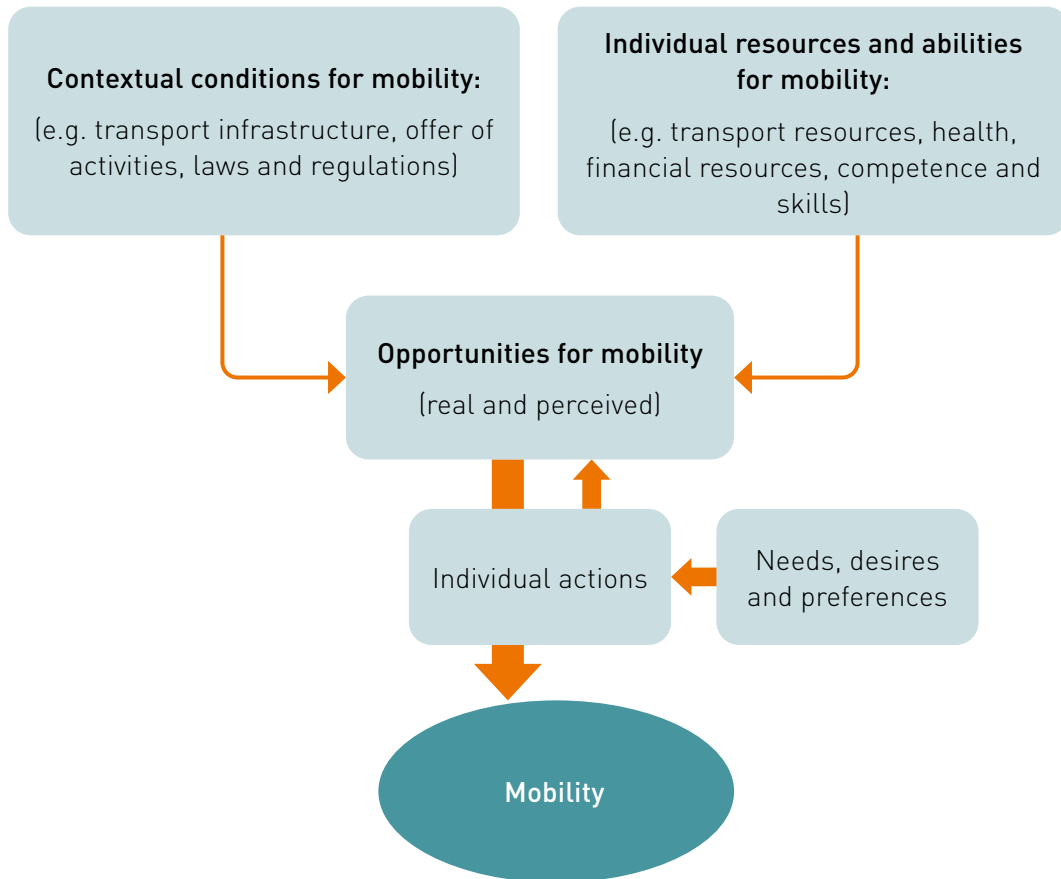 Contextual conditions for mobility:
(e.g. transport infrastructure, offer of
activities, laws and regulations)
Individual resources and abilities
for mobility:
(e.g. transport resources, health,
financial resources, competence and
skills)
Opportunities for mobility
(real and perceived)
Individual actions
Needs, desires
and preferences
Mobility